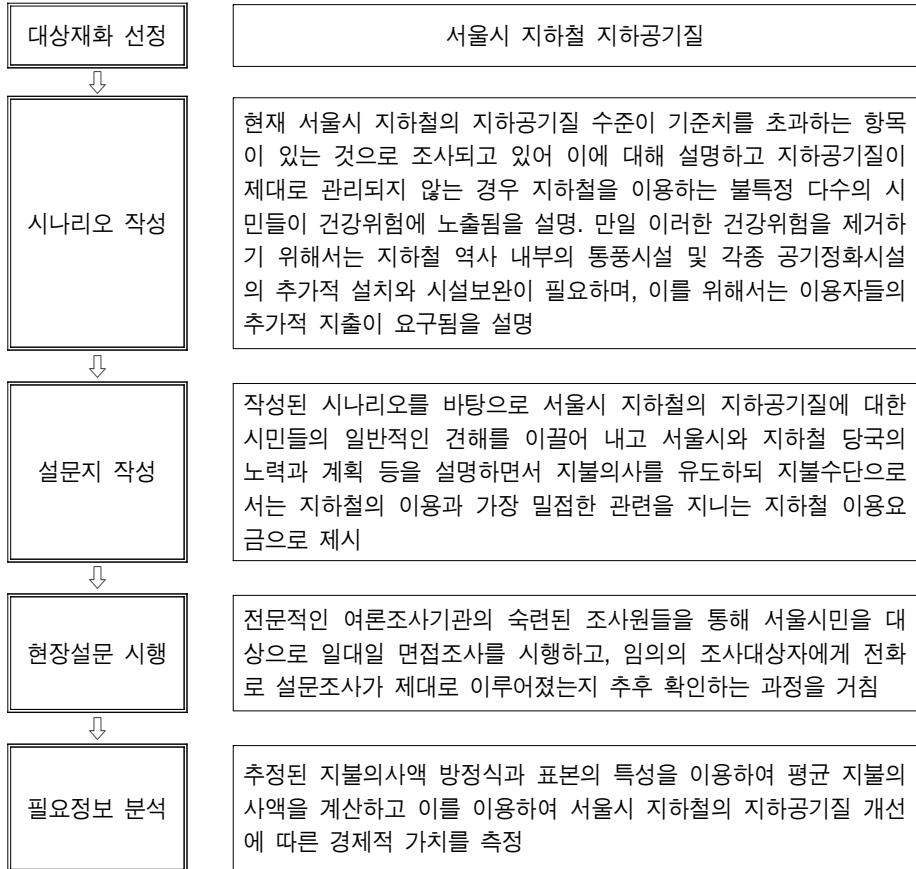 대상재화 선정
서울시 지하철 지하공기질
⇩
시나리오 작성
현재 서울시 지하철의 지하공기질 수준이 기준치를 초과하는 항목
이 있는 것으로 조사되고 있어 이에 대해 설명하고 지하공기질이
제대로 관리되지 않는 경우 지하철을 이용하는 불특정 다수의 시
민들이 건강위험에 노출됨을 설명. 만일 이러한 건강위험을 제거하
기 위해서는 지하철 역사 내부의 통풍시설 및 각종 공기정화시설
의 추가적 설치와 시설보완이 필요하며, 이를 위해서는 이용자들의
추가적 지출이 요구됨을 설명
⇩
설문지 작성
작성된 시나리오를 바탕으로 서울시 지하철의 지하공기질에 대한
시민들의 일반적인 견해를 이끌어 내고 서울시와 지하철 당국의
노력과 계획 등을 설명하면서 지불의사를 유도하되 지불수단으로
서는 지하철의 이용과 가장 밀접한 관련을 지니는 지하철 이용요
금으로 제시
⇩
현장설문 시행
전문적인 여론조사기관의 숙련된 조사원들을 통해 서울시민을 대
상으로 일대일 면접조사를 시행하고, 임의의 조사대상자에게 전화
로 설문조사가 제대로 이루어졌는지 추후 확인하는 과정을 거침
⇩
필요정보 분석
추정된 지불의사액 방정식과 표본의 특성을 이용하여 평균 지불의
사액을 계산하고 이를 이용하여 서울시 지하철의 지하공기질 개선
에 따른 경제적 가치를 측정